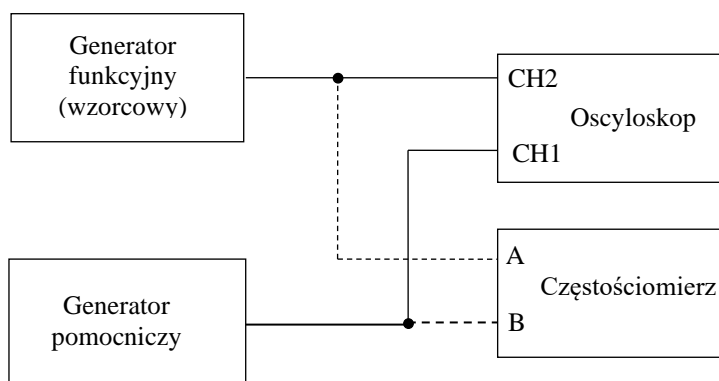 Generator
funkcyjny
(wzorcowy)
CH2
Oscyloskop
CH1
A
Częstościomierz
B
Generator
pomocniczy